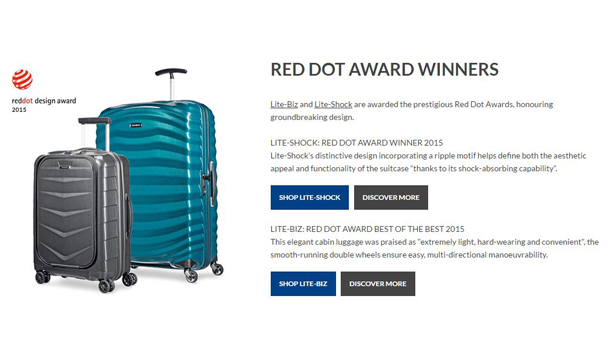 reddot design award
2015
RED DOT AWARD WINNERS
Lite-Biz and Lite-Shock are awarded the prestigious Red Dot Awards, honouring
groundbreaking design.
LITE-SHOCK: RED DOT AWARD WINNER 2015
Lite-Shock's distinctive design incorporating a ripple motif helps define both the aesthetic
appeal and functionality of the suitcase "thanks to its shock-absorbing capability".
SHOP LITE-SHOCK
DISCOVER MORE
LITE-BIZ: RED DOT AWARD BEST OF THE BEST 2015
This elegant cabin luggage was praised as "extremely light, hard-wearing and convenient", the
smooth-running double wheels ensure easy, multi-directional manoeuvrability.
SHOP LITE-BIZ
DISCOVER MORE